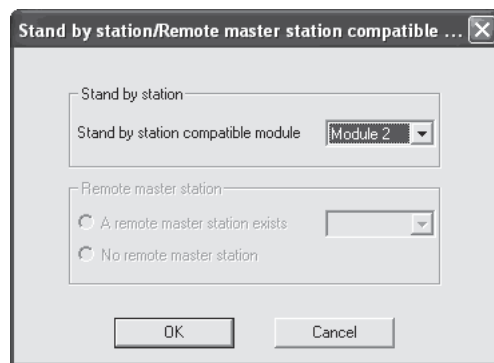 Stand by station/Remote master station compatible ...
Stand by station
Stand by station compatible module
Module 2
Remote master station
A remote master station exists
No remote master station
OK
Cancel